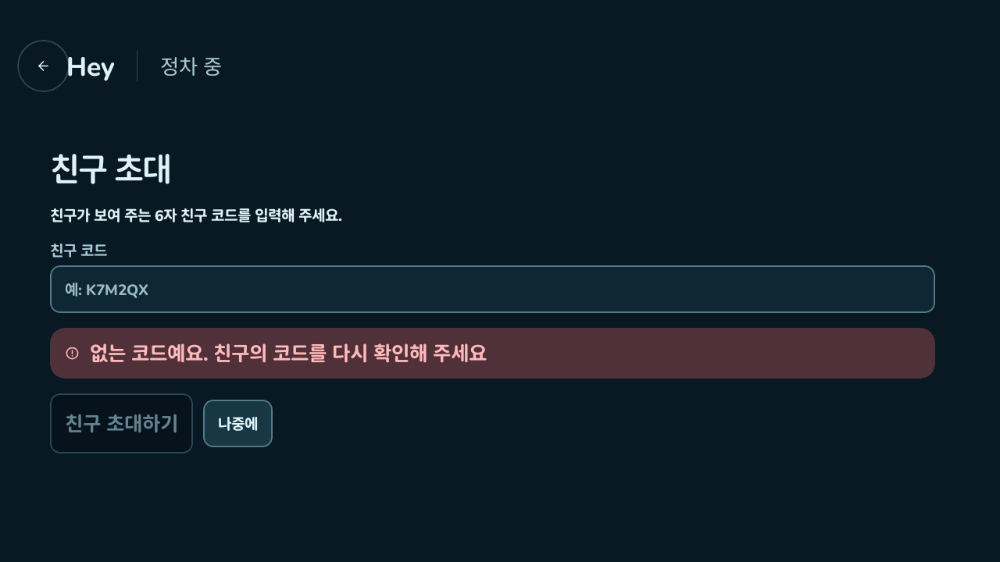 Hey
정차 중
친구 초대
친구가 보여 주는 6자 친구 코드를 입력해 주세요.
친구 코드
예: K7M2QX
없는 코드예요. 친구의 코드를 다시 확인해 주세요
친구 초대하기
나중에